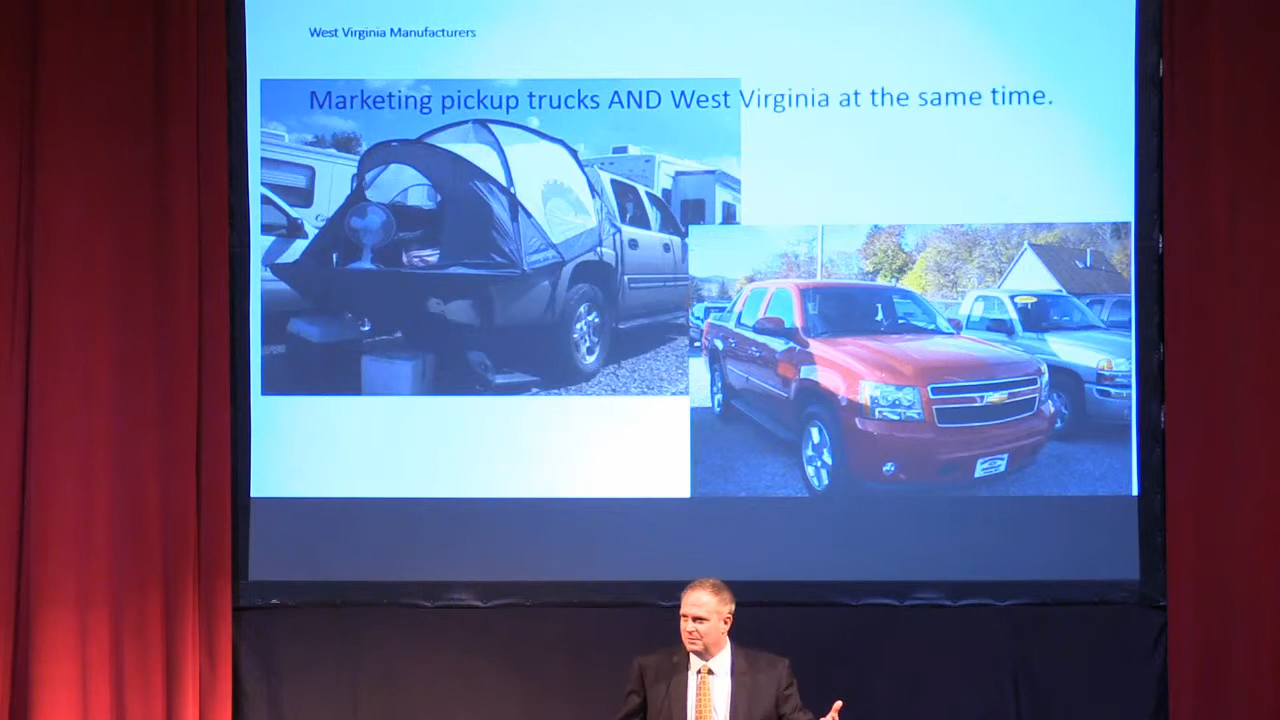 West Virginia Manufacturers
Marketing pickup trucks AND West Virginia at the same time.